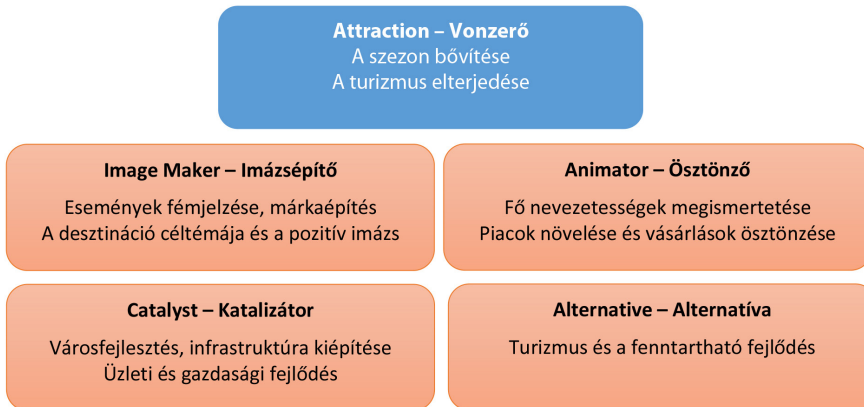 Attraction – Vonzerő
A szezon bővítése
A turizmus elterjedése
Image Maker – Imázsépítő
Események fémjelzése, márkaépítés
A desztináció céltémája és a pozitív imázs
Animator – Ösztönző
Fő nevezetességek megismertetése
Piacok növelése és vásárlások ösztönzése
Catalyst – Katalizátor
Városfejlesztés, infrastruktúra kiépítése
Üzleti és gazdasági fejlődés
Alternative – Alternatíva
Turizmus és a fenntartható fejlődés